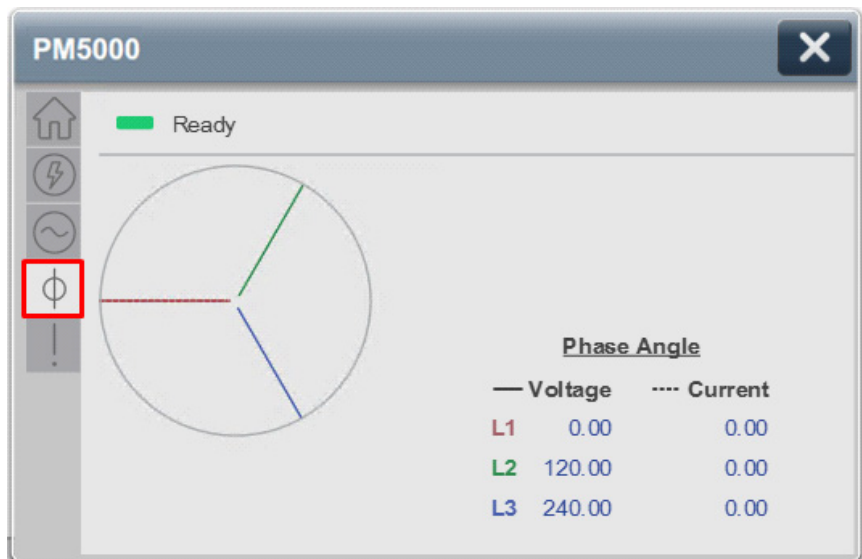 PM5000
Ready
Phase Angle
Voltage Current
L1 0.00 0.00
L2 120.00 0.00
L3 240.00 0.00